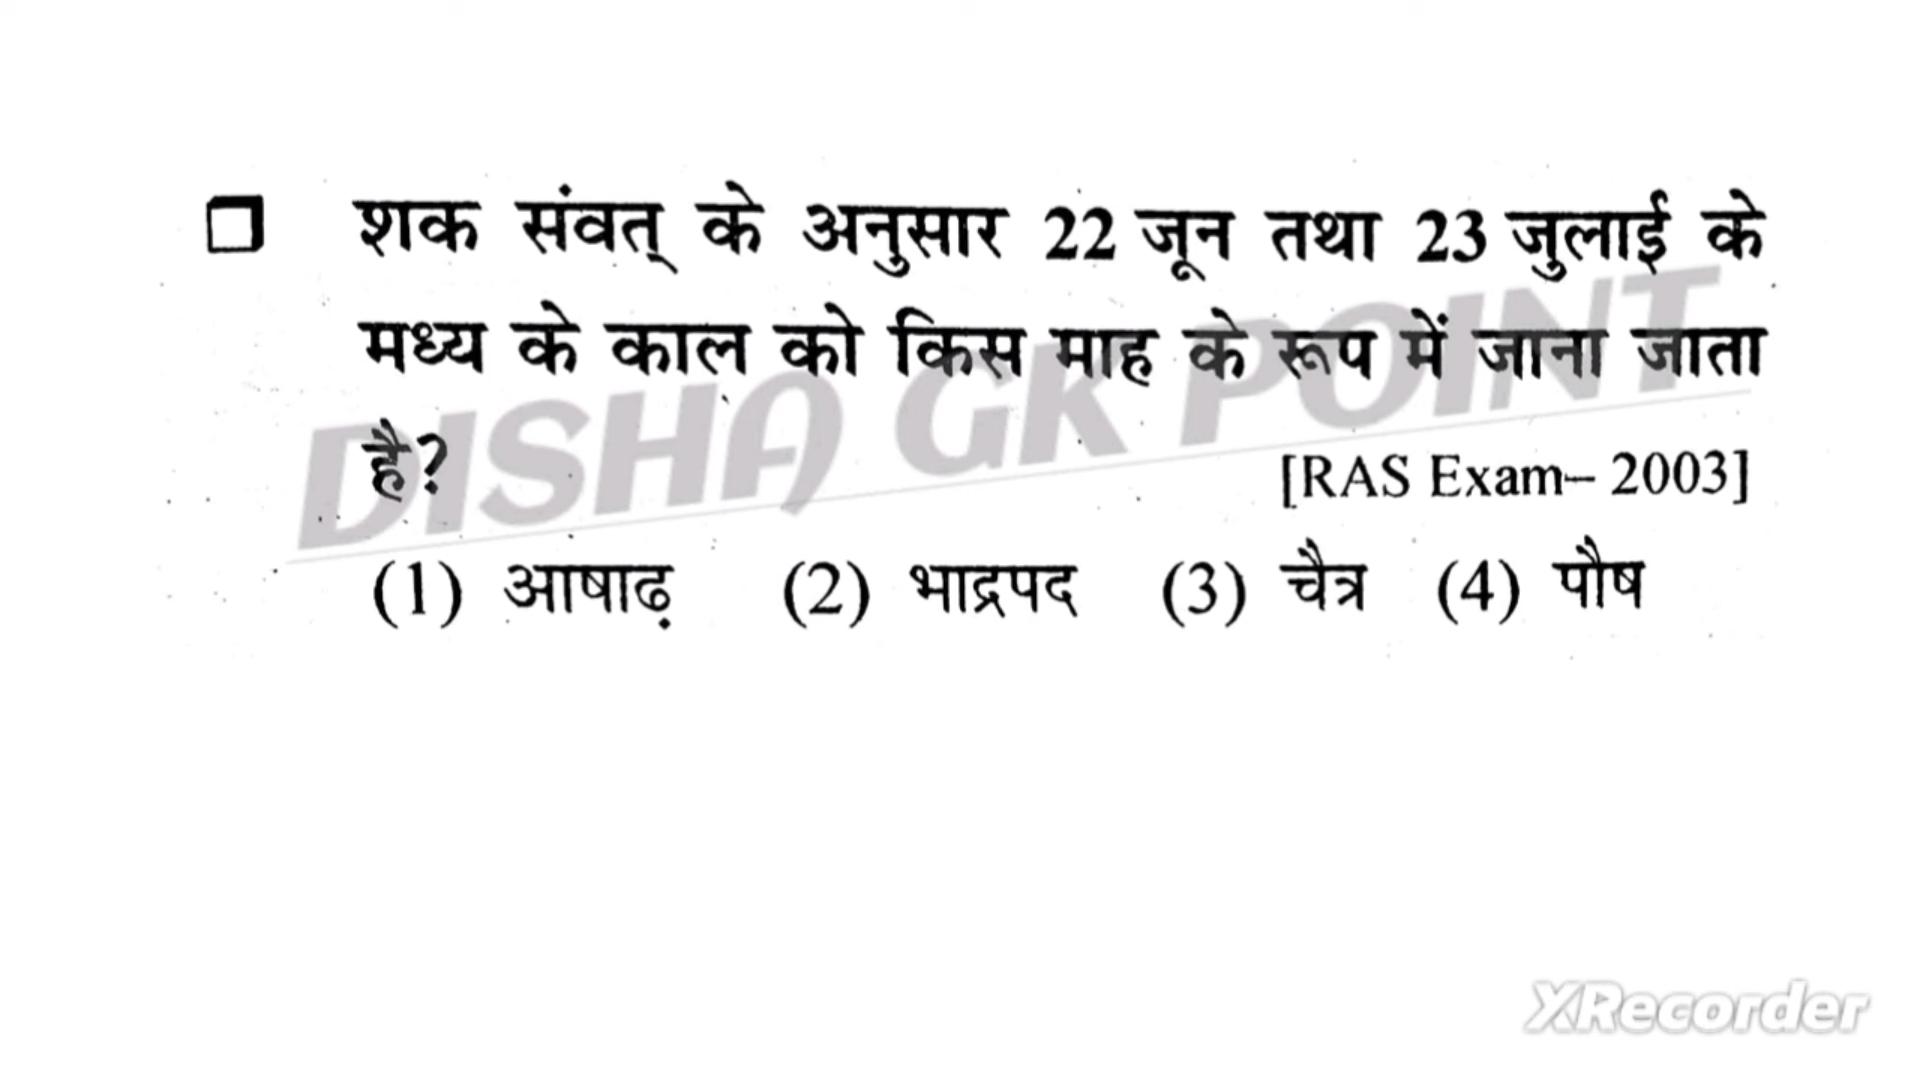 शक संवत् के अनुसार 22 जून तथा 23 जुलाई के
मध्य के काल को किस माह के रूप में जाना जाता
है? [RAS Exam– 2003]
(1) आषाढ़ (2) भाद्रपद (3) चैत्र (4) पौष
DISHA GK POINT
XRecorder